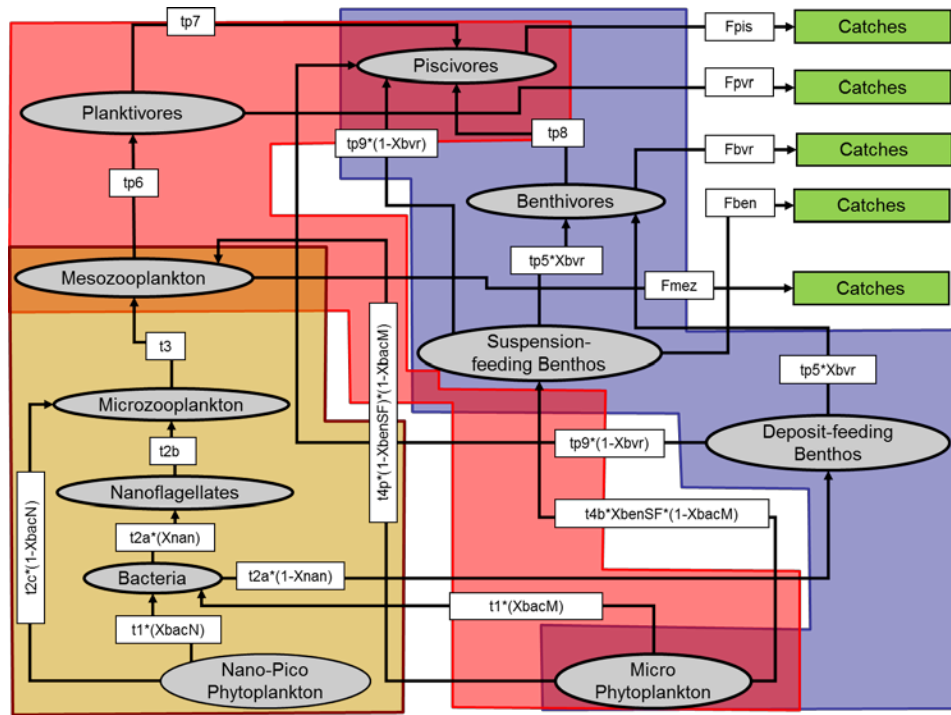 tp7
Fpis
Catches
Piscivores
Fpvr
Catches
Planktivores
tp9*(1-Xbvr)
tp8
Fbvr
Catches
tp6
Benthivores
Fben
Catches
tp5*Xbvr
Mesozooplankton
Fmez
Catches
t3
Suspension-
feeding Benthos
tp5*Xbvr
t4p*(1-XbenSF)*(1-XbacM)
Microzooplankton
t2b
tp9*(1-Xbvr)
Deposit-feeding
Benthos
Nanoflagellates
t2c*(1-XbacN)
t4b*XbenSF*(1-XbacM)
t2a*(Xnan)
Bacteria
t2a*(1-Xnan)
t1*(XbacM)
t1*(XbacN)
Nano-Pico
Phytoplankton
Micro
Phytoplankton